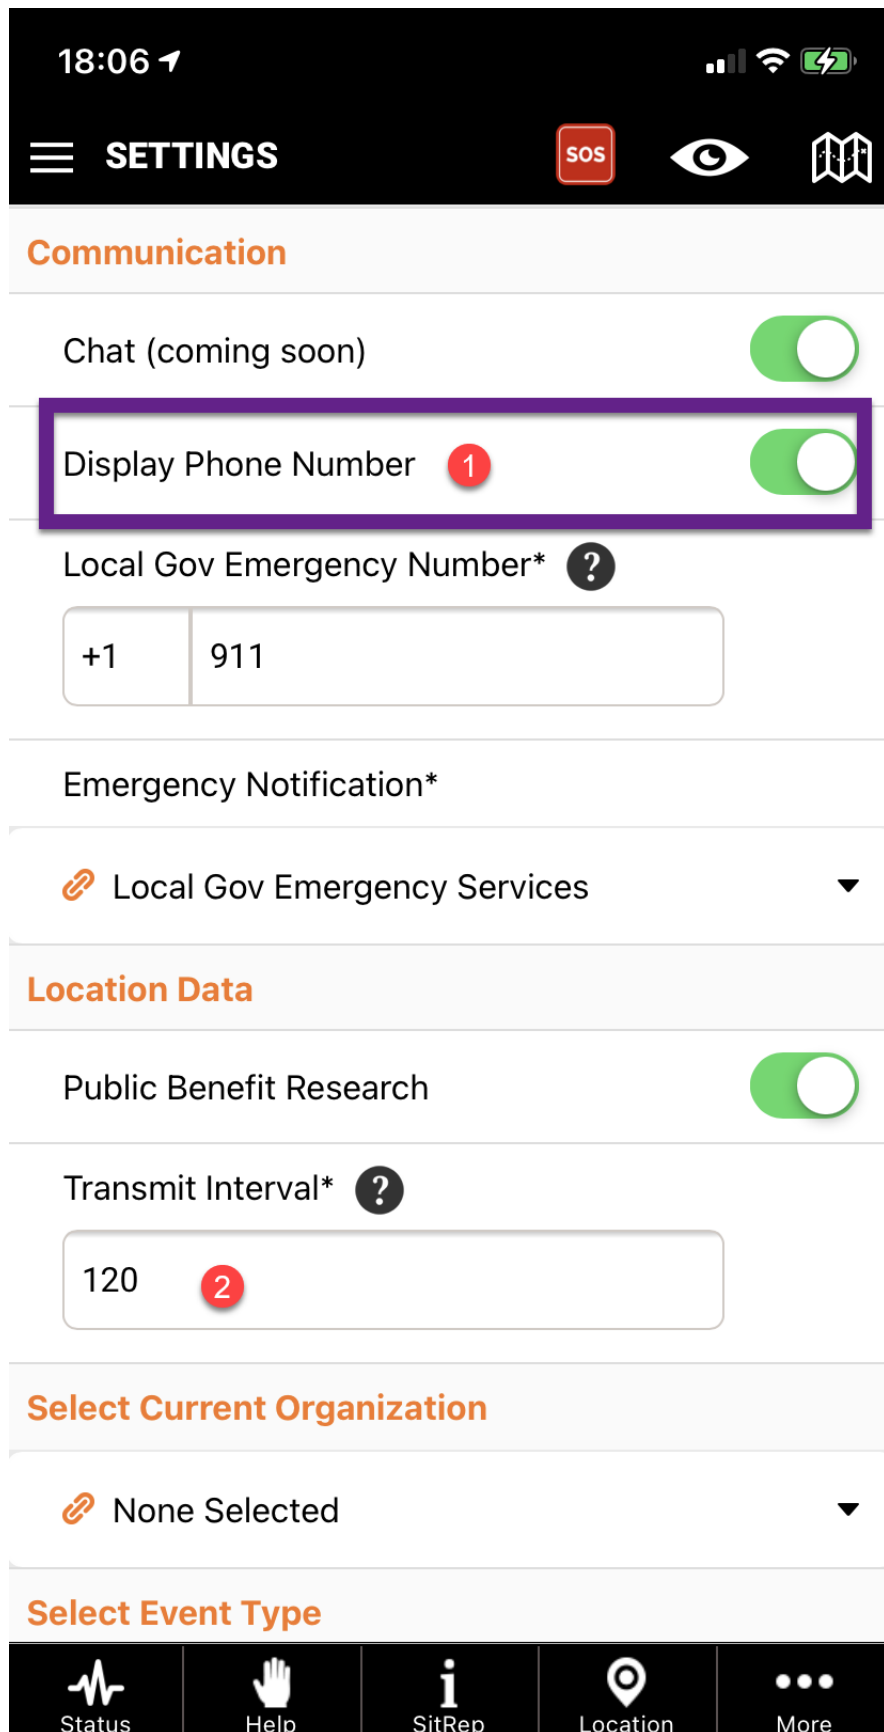 18:06
SETTINGS SOS
Communication
Chat (coming soon)
Display Phone Number 1
Local Gov Emergency Number* ?
+1 911
Emergency Notification*
Local Gov Emergency Services
Location Data
Public Benefit Research
Transmit Interval* ?
120 2
Select Current Organization
None Selected
Select Event Type
Status Help SitRep Location More